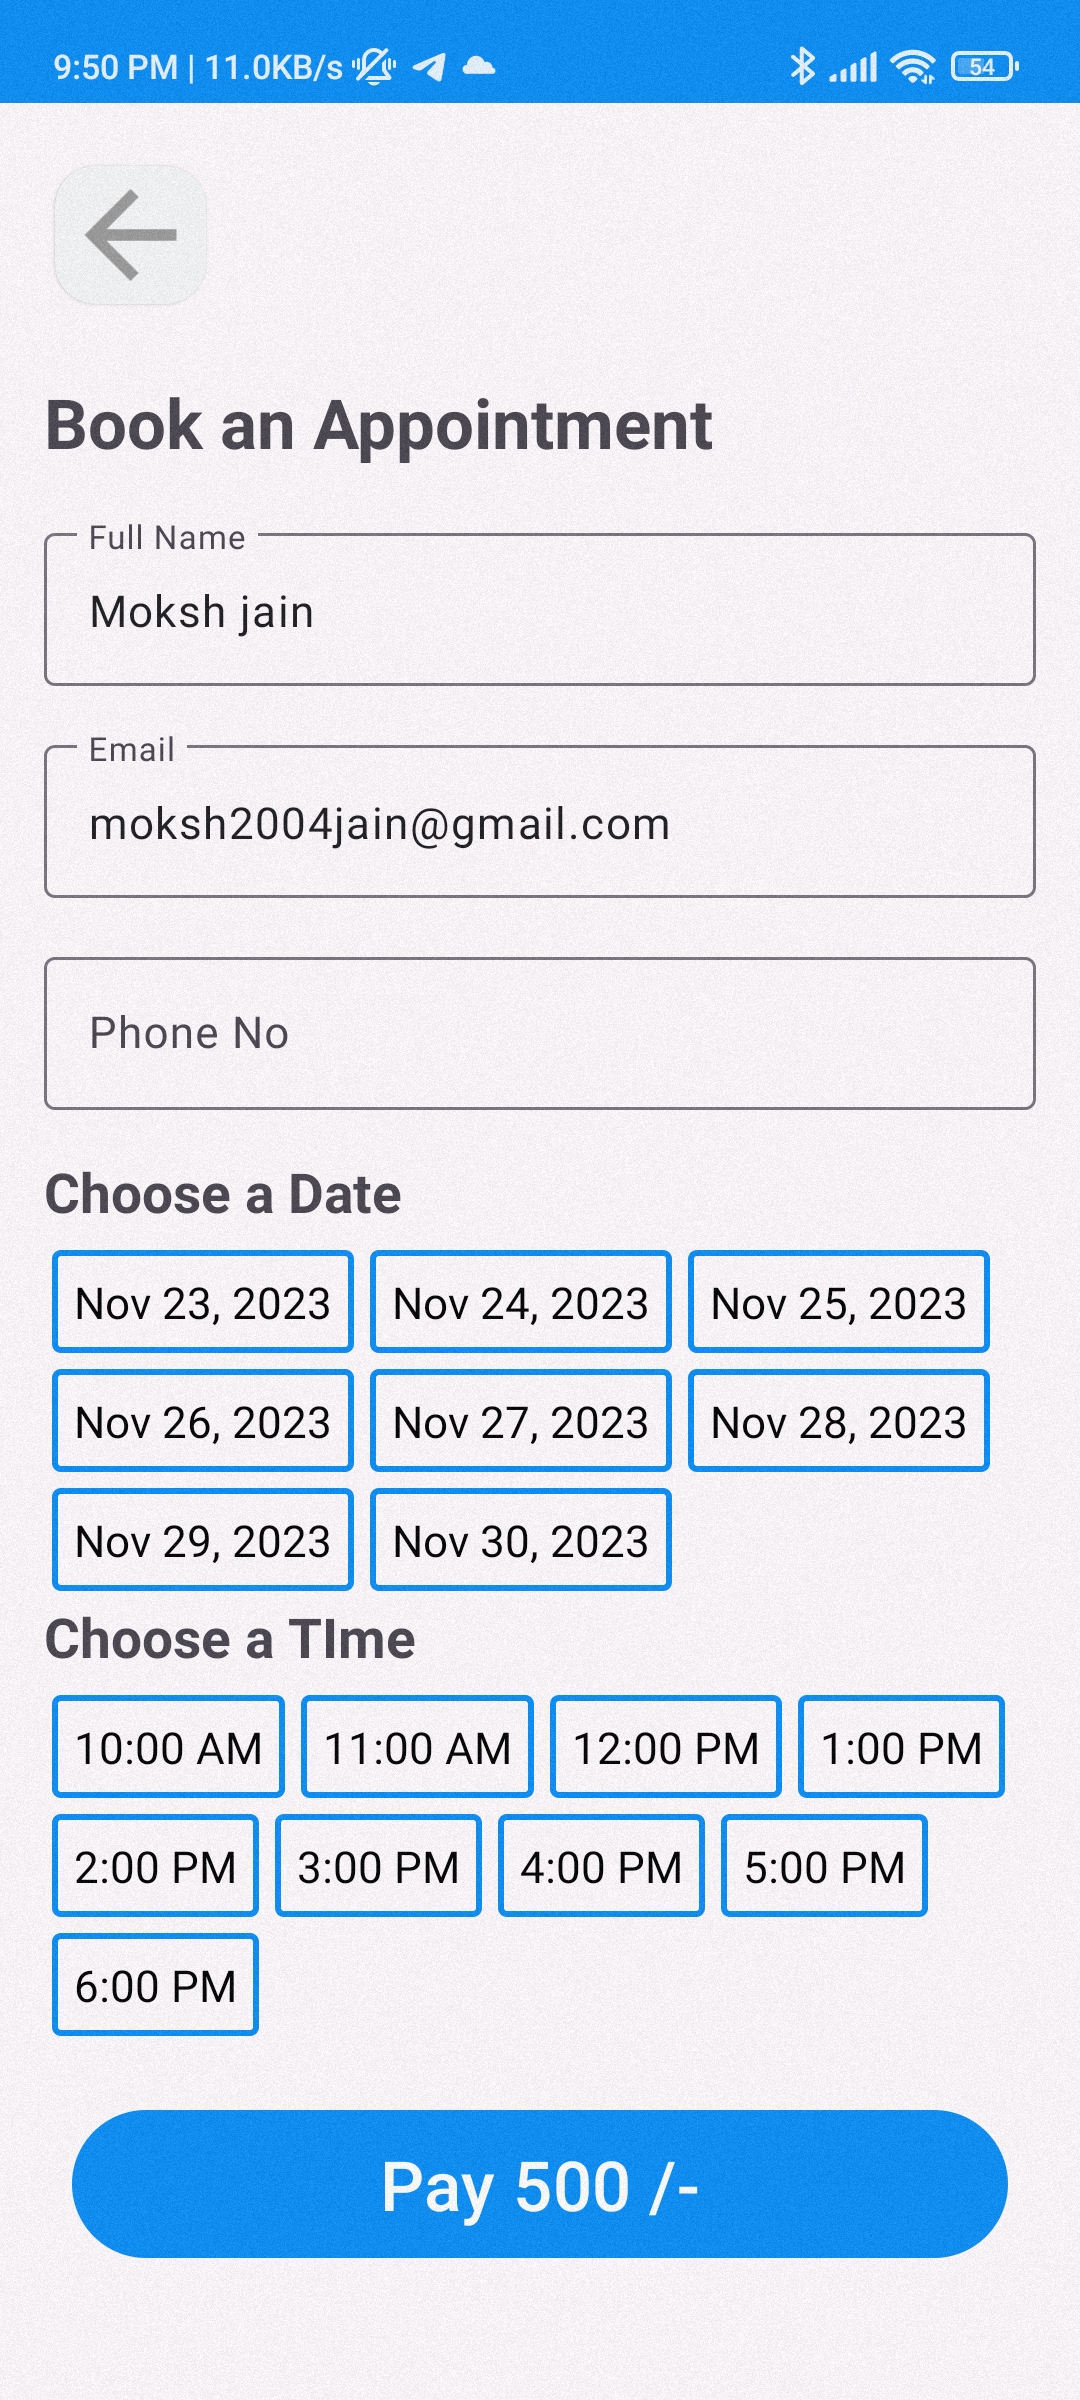 9:50 PM | 11.0KB/s 54
Book an Appointment
Full Name
Moksh jain
Email
moksh2004jain@gmail.com
Phone No
Choose a Date
Nov 23, 2023 Nov 24, 2023 Nov 25, 2023
Nov 26, 2023 Nov 27, 2023 Nov 28, 2023
Nov 29, 2023 Nov 30, 2023
Choose a TIme
10:00 AM 11:00 AM 12:00 PM 1:00 PM
2:00 PM 3:00 PM 4:00 PM 5:00 PM
6:00 PM
Pay 500 /-